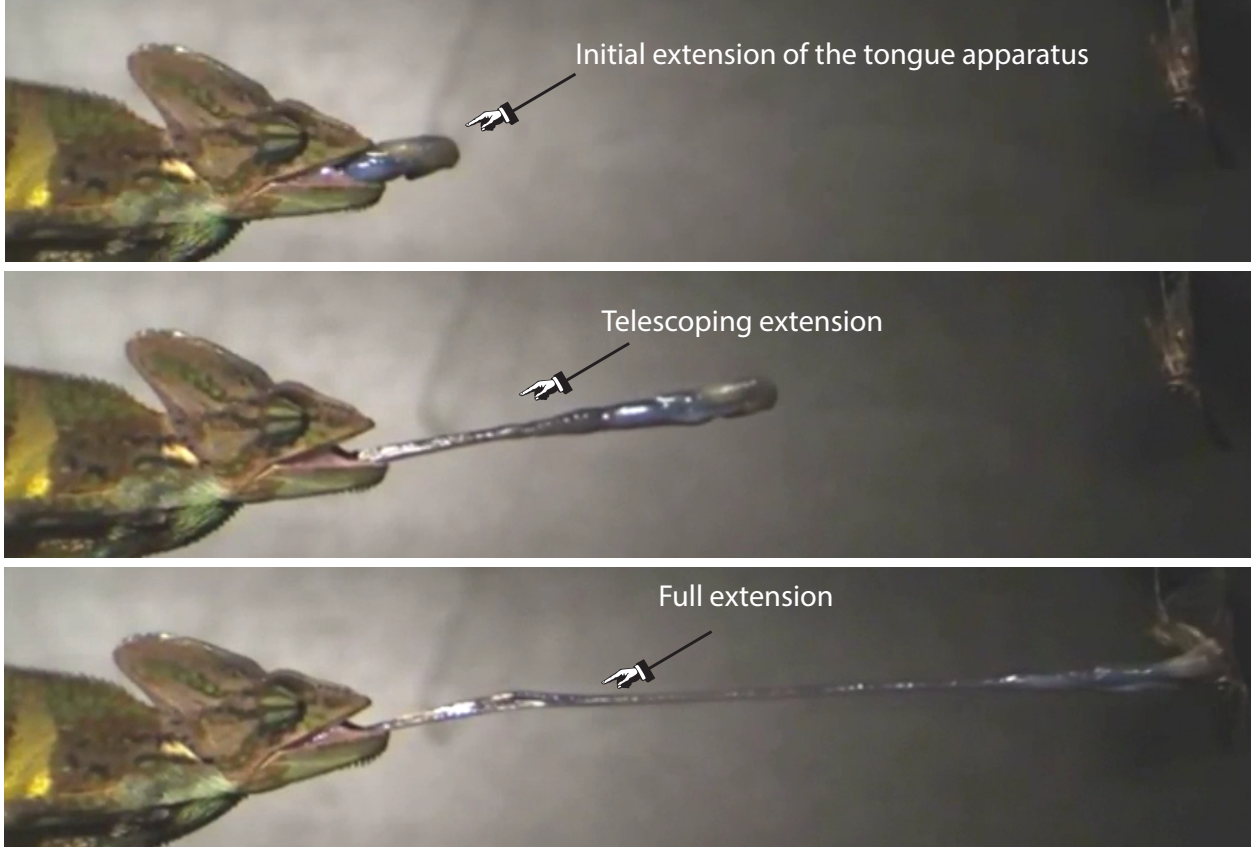 Initial extension of the tongue apparatus
Telescoping extension
Full extension